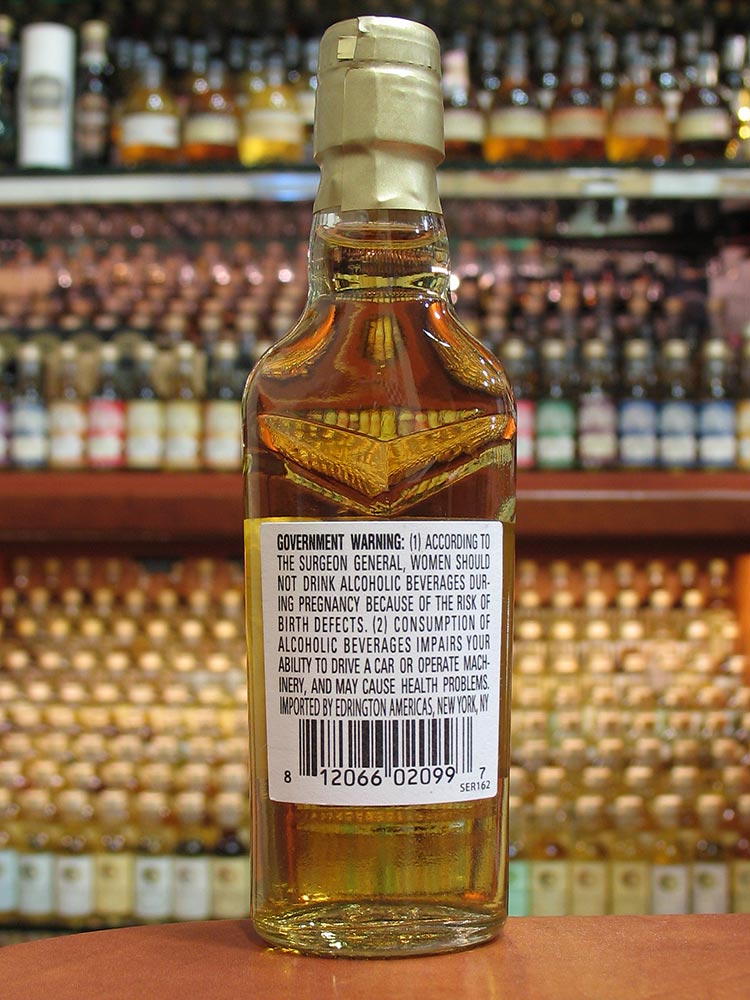 GOVERNMENT WARNING: (1) ACCORDING TO
THE SURGEON GENERAL, WOMEN SHOULD
NOT DRINK ALCOHOLIC BEVERAGES DUR-
ING PREGNANCY BECAUSE OF THE RISK OF
BIRTH DEFECTS. (2) CONSUMPTION OF
ALCOHOLIC BEVERAGES IMPAIRS YOUR
ABILITY TO DRIVE A CAR OR OPERATE MACH-
INERY, AND MAY CAUSE HEALTH PROBLEMS.
IMPORTED BY EDRINGTON AMERICAS, NEW YORK, NY
8 12066 02099 7
SER162